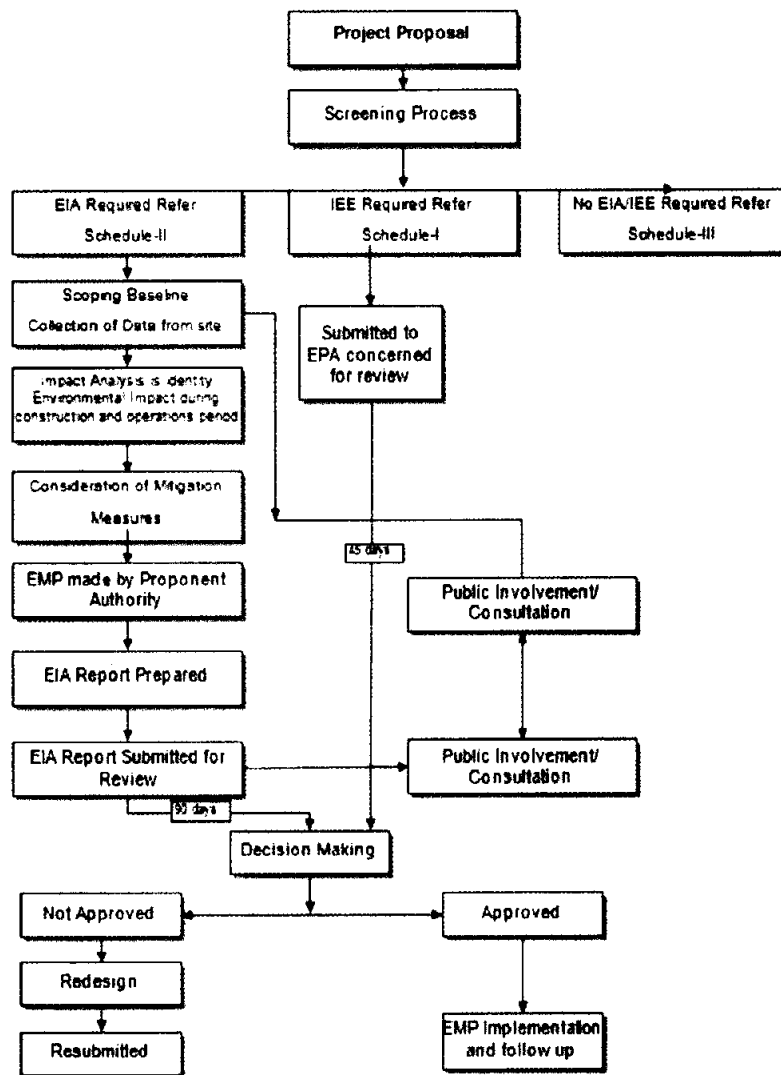 Project Proposal
Screening Process
EIA Required Refer
Schedule-II
IEE Required Refer
Schedule-I
No EIA/IEE Required Refer
Schedule-III
Scoping Baseline
Collection of Data from site
Submitted to
EPA concerned
for review
Impact Analysis is identity
Environmental Impact during
construction and operations period
Consideration of Mitigation
Measures
45 days
EMP made by Proponent
Authority
Public Involvement/
Consultation
EIA Report Prepared
EIA Report Submitted for
Review
Public Involvement/
Consultation
90 days
Decision Making
Not Approved
Approved
Redesign
Resubmitted
EMP Implementation
and follow up